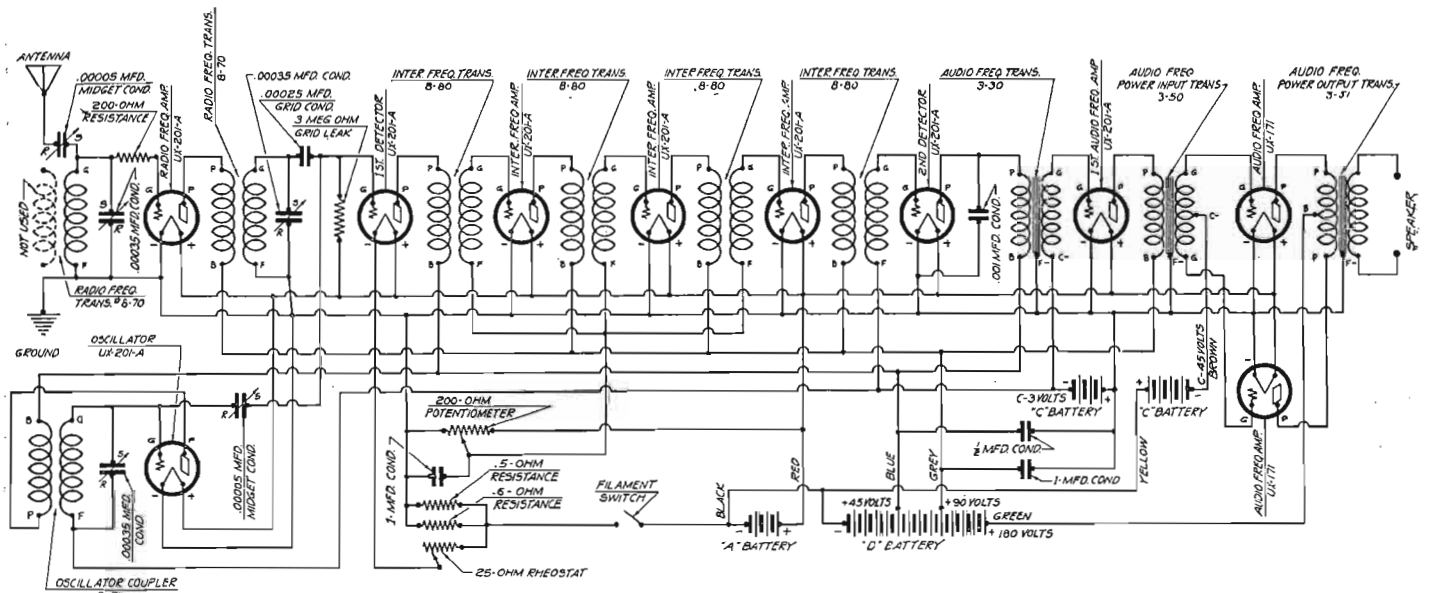 ANTENNA
.00005 MFD.
MIDGET COND.
200-OHM
RESISTANCE
RADIO FREQ. AMP.
UX-201-A
RADIO FREQ. TRANS.
8-70
.00035 MFD. COND.
.00025 MFD.
GRID COND.
3 MEG OHM
GRID LEAK
1ST. DETECTOR
UX-201-A
INTER FREQ. TRANS.
8-80
INTER. FREQ. AMP.
UX-201-A
INTER FREQ. TRANS.
8-80
INTER FREQ. AMP.
UX-201-A
INTER FREQ. TRANS.
8-80
INTER FREQ. AMP.
UX-201-A
INTER FREQ. TRANS.
8-80
2ND DETECTOR
UX-201-A
AUDIO FREQ. TRANS.
3-30
1ST. AUDIO FREQ. AMP
UX-201-A
AUDIO FREQ
POWER INPUT TRANS
3-50
AUDIO FREQ. AMP
UX-171
AUDIO FREQ.
POWER OUTPUT TRANS.
3-51
NOT USED
.00035 MFD. COND.
.001 MFD. COND.
SPEAKER
RADIO FREQ.
TRANS. #8-70
GROUND
OSCILLATOR
UX-201-A
.00035 MFD.
COND.
.00005 MFD.
MIDGET COND.
OSCILLATOR COUPLER
200-OHM
POTENTIOMETER
1-MFD. COND.
.5-OHM
RESISTANCE
.6-OHM
RESISTANCE
25-OHM RHEOSTAT
FILAMENT
SWITCH
BLACK
RED
- +
"A" BATTERY
BLUE
GREY
+45 VOLTS
+90 VOLTS
GREEN
+ 180 VOLTS
"B" BATTERY
C-3 VOLTS
"C" BATTERY
½ MFD. COND.
1-MFD. COND
YELLOW
"C" BATTERY
C-45 VOLTS
BROWN
AUDIO FREQ AMP.
UX-171